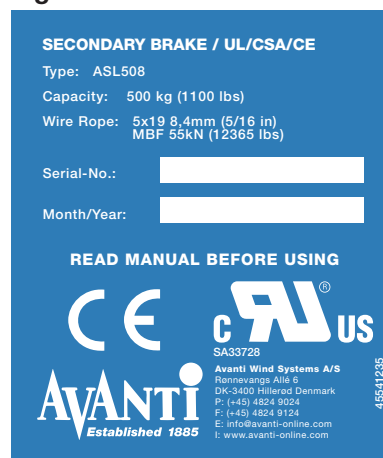 SECONDARY BRAKE / UL/CSA/CE
Type: ASL508
Capacity: 500 kg (1100 lbs)
Wire Rope: 5x19 8,4mm (5/16 in)
MBF 55kN (12365 lbs)
Serial-No.:
Month/Year:
READ MANUAL BEFORE USING
CE
C RU US
®
SA33728
AVANTI
Established 1885
Avanti Wind Systems A/S
Rønnevangs Allé 6
DK-3400 Hillerød Denmark
P: (+45) 4824 9024
F: (+45) 4824 9124
E: info@avanti-online.com
I: www.avanti-online.com
45541235